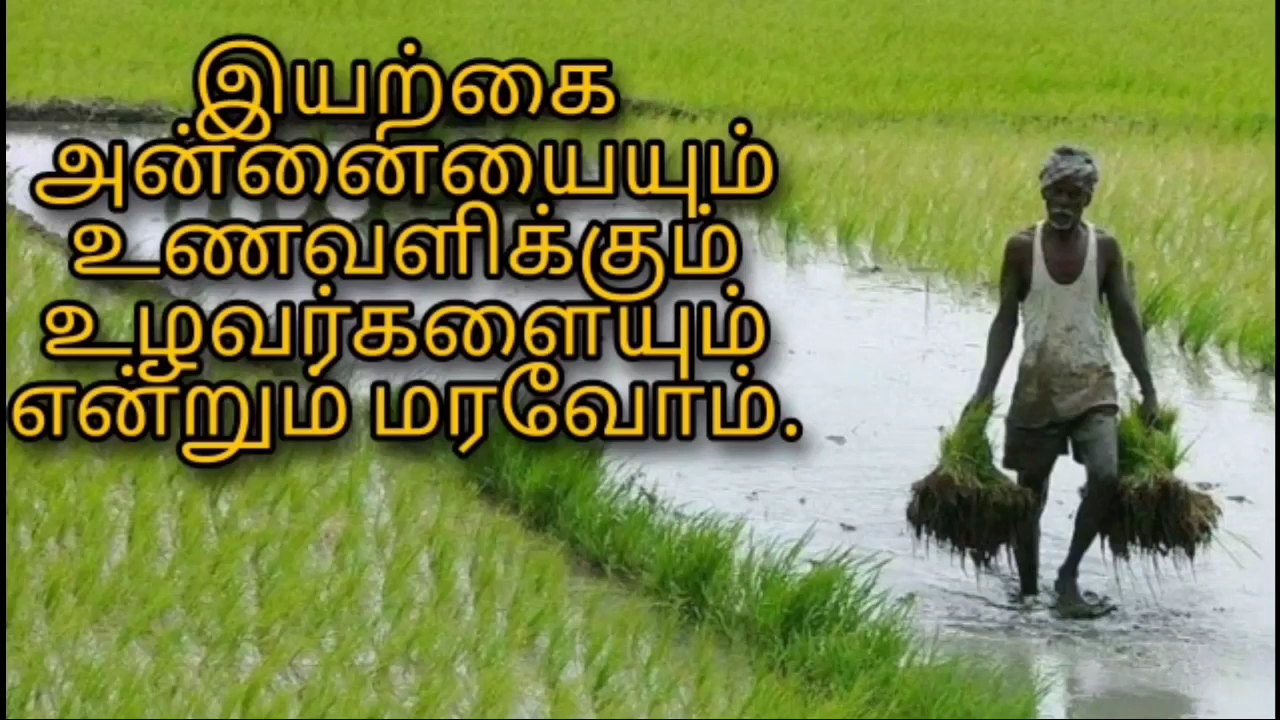 இயற்கை
அன்னையையும்
உணவளிக்கும்
உழவர்களையும்
என்றும் மரவோம்.